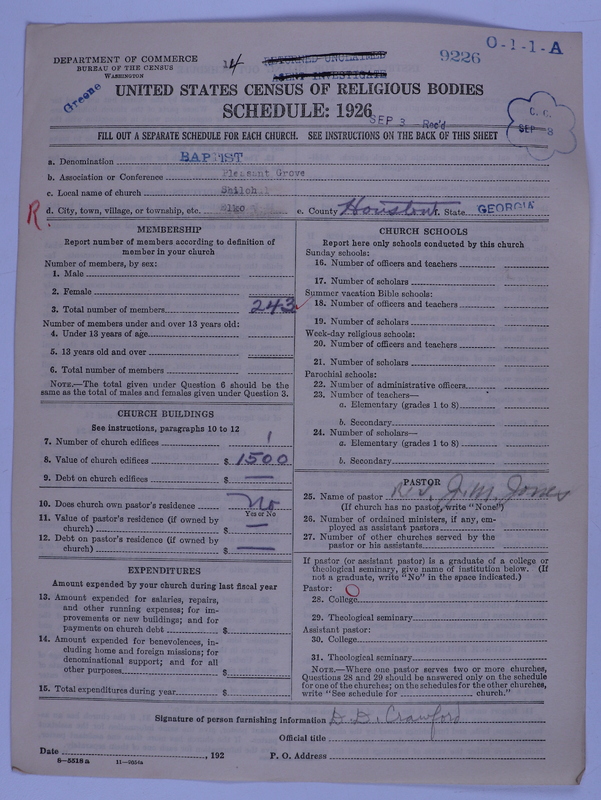 O-1-1-A
9226
DEPARTMENT OF COMMERCE
BUREAU OF THE CENSUS
WASHINGTON
14
RETURNED UNCLAIMED
AGENT INVESTIGATE
Greene
UNITED STATES CENSUS OF RELIGIOUS BODIES
SCHEDULE: 1926
SEP 3 Rec'd
C. C.
SEP 3
FILL OUT A SEPARATE SCHEDULE FOR EACH CHURCH. SEE INSTRUCTIONS ON THE BACK OF THIS SHEET
a. Denomination BAPTIST
b. Association or Conference Pleasant Grove
c. Local name of church Shiloh
R d. City, town, village, or township, etc. Elko e. County Houston f. State GEORGIA
MEMBERSHIP
Report number of members according to definition of
member in your church
Number of members, by sex:
1. Male
2. Female
3. Total number of members 243
Number of members under and over 13 years old:
4. Under 13 years of age
5. 13 years old and over
6. Total number of members
NOTE.—The total given under Question 6 should be the
same as the total of males and females given under Question 3.
CHURCH BUILDINGS
See instructions, paragraphs 10 to 12
7. Number of church edifices 1
8. Value of church edifices $ 1500
9. Debt on church edifices $ —
10. Does church own pastor's residence No
Yes or No
11. Value of pastor's residence (if owned by
church) $ —
12. Debt on pastor's residence (if owned by
church) $ —
EXPENDITURES
Amount expended by your church during last fiscal year
13. Amount expended for salaries, repairs,
and other running expenses; for im-
provements or new buildings; and for
payments on church debt $
14. Amount expended for benevolences, in-
cluding home and foreign missions; for
denominational support; and for all
other purposes $
15. Total expenditures during year $
CHURCH SCHOOLS
Report here only schools conducted by this church
Sunday schools:
16. Number of officers and teachers
17. Number of scholars
Summer vacation Bible schools:
18. Number of officers and teachers
19. Number of scholars
Week-day religious schools:
20. Number of officers and teachers
21. Number of scholars
Parochial schools:
22. Number of administrative officers
23. Number of teachers—
a. Elementary (grades 1 to 8)
b. Secondary
24. Number of scholars—
a. Elementary (grades 1 to 8)
b. Secondary
PASTOR
25. Name of pastor Rev. J. M. Jones
(If church has no pastor, write "None")
26. Number of ordained ministers, if any, em-
ployed as assistant pastors
27. Number of other churches served by the
pastor or his assistants
If pastor (or assistant pastor) is a graduate of a college or
theological seminary, give name of institution below. (If
not a graduate, write "No" in the space indicated.)
Pastor:
28. College
29. Theological seminary
Assistant pastor:
30. College
31. Theological seminary
NOTE.—Where one pastor serves two or more churches,
Questions 28 and 29 should be answered only on the schedule
for one of the churches; on the schedules for the other churches,
write "See schedule for church."
Signature of person furnishing information D. D. Crawford
Official title
Date , 192 P. O. Address
8-5518a 11-9056a